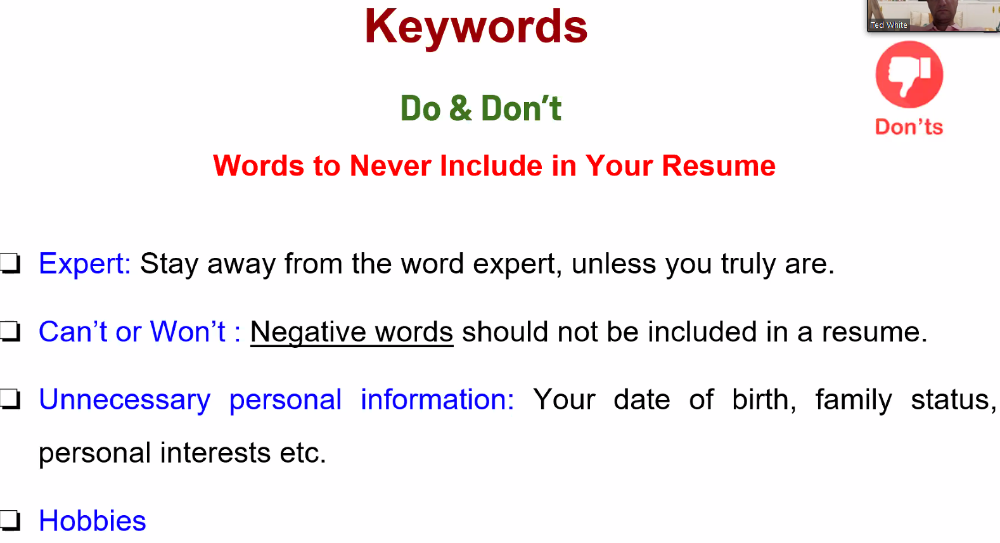 Keywords
Ted White
Do & Don't
Don'ts
Words to Never Include in Your Resume
❏ Expert: Stay away from the word expert, unless you truly are.
❏ Can't or Won't : Negative words should not be included in a resume.
❏ Unnecessary personal information: Your date of birth, family status,
personal interests etc.
❏ Hobbies